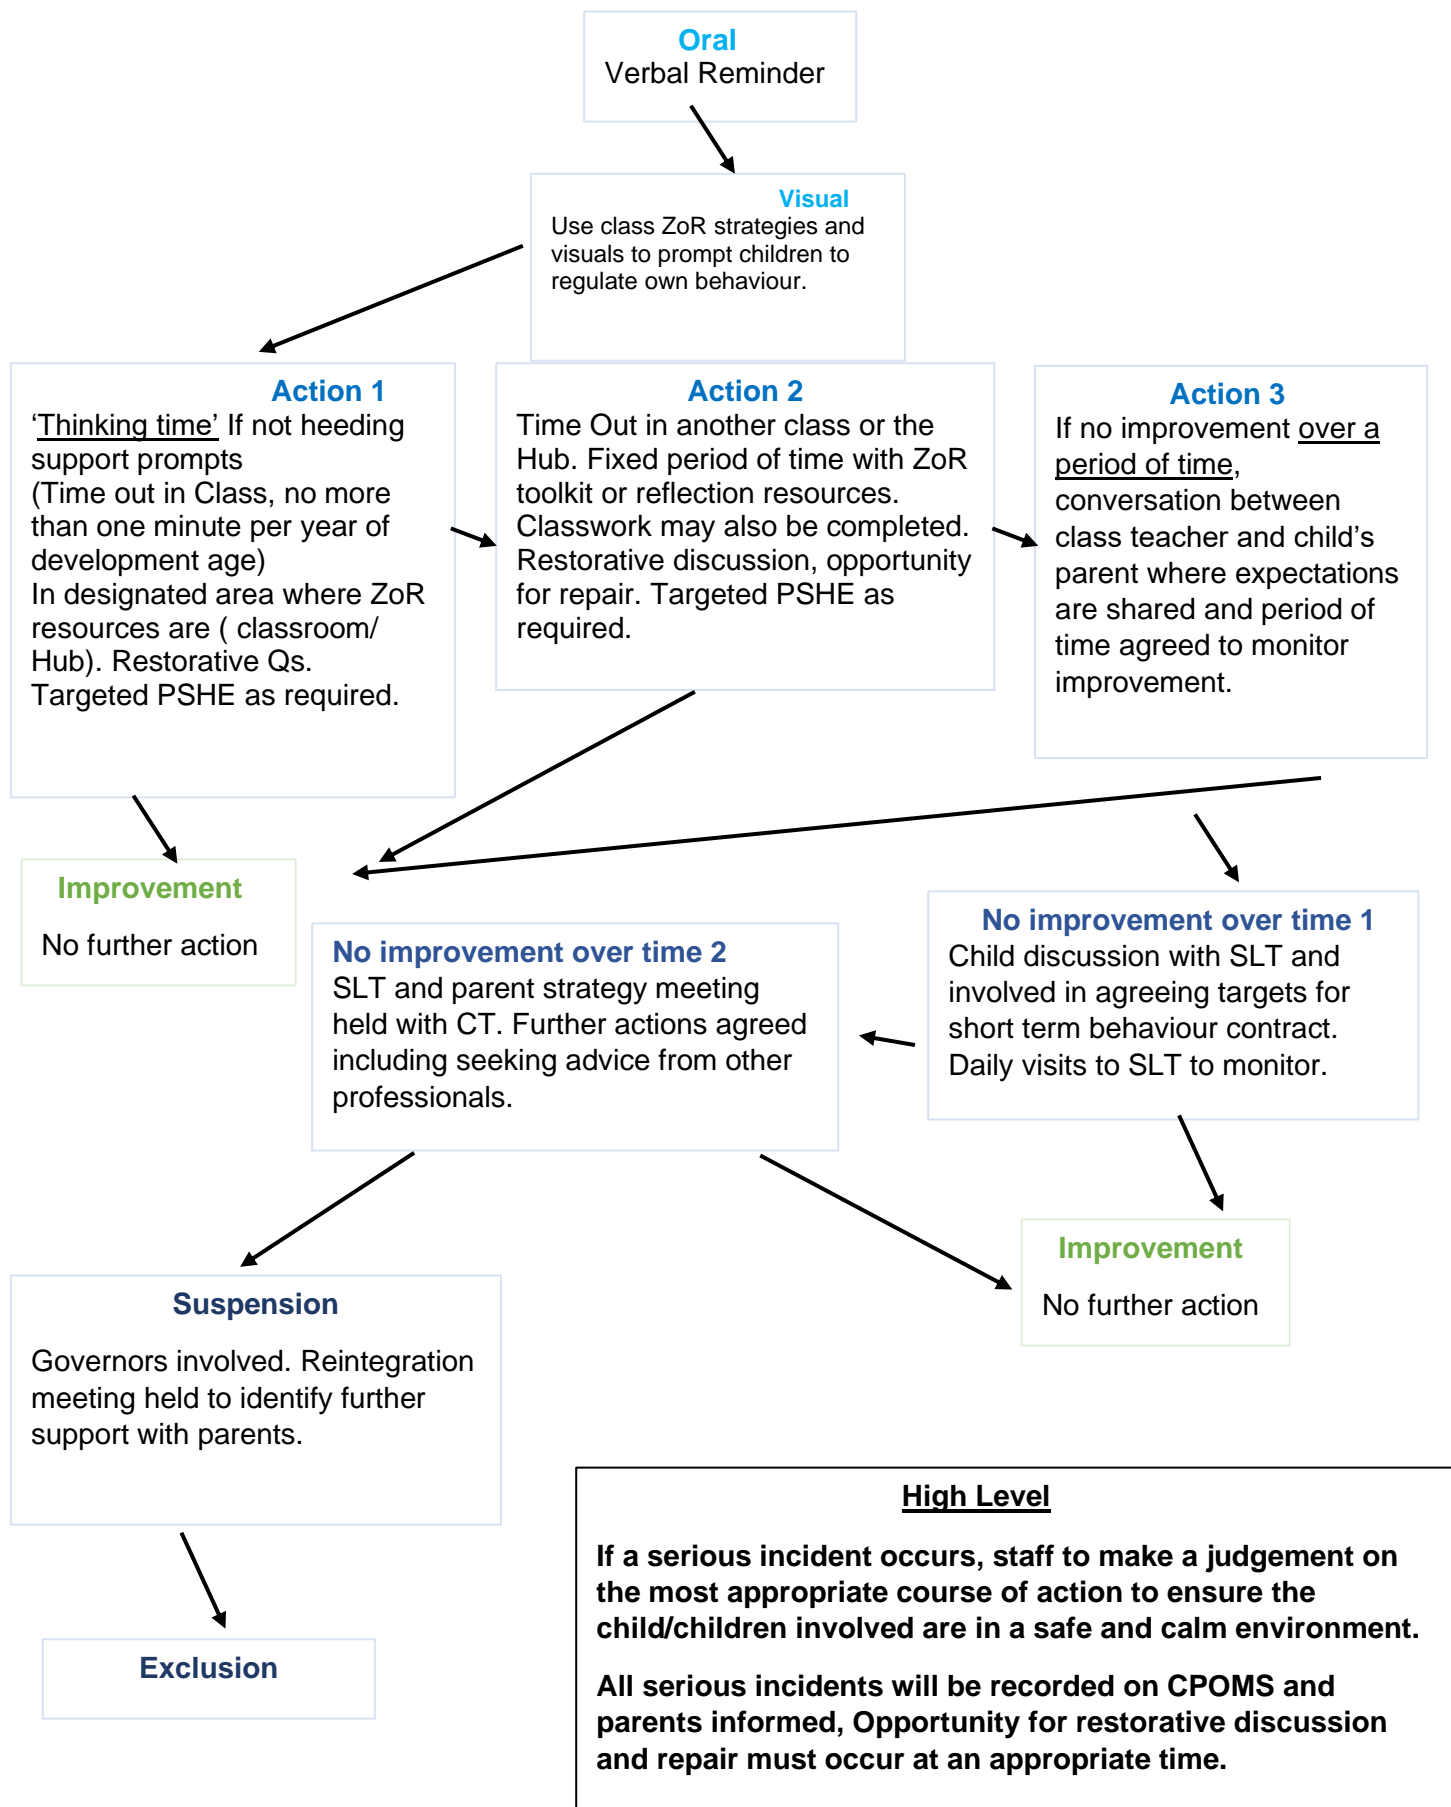 Oral
Verbal Reminder
Visual
Use class ZoR strategies and
visuals to prompt children to
regulate own behaviour.
Action 1
‘Thinking time’ If not heeding
support prompts
(Time out in Class, no more
than one minute per year of
development age)
In designated area where ZoR
resources are ( classroom/
Hub). Restorative Qs.
Targeted PSHE as required.
Action 2
Time Out in another class or the
Hub. Fixed period of time with ZoR
toolkit or reflection resources.
Classwork may also be completed.
Restorative discussion, opportunity
for repair. Targeted PSHE as
required.
Action 3
If no improvement over a
period of time,
conversation between
class teacher and child’s
parent where expectations
are shared and period of
time agreed to monitor
improvement.
Improvement
No further action
No improvement over time 1
Child discussion with SLT and
involved in agreeing targets for
short term behaviour contract.
Daily visits to SLT to monitor.
No improvement over time 2
SLT and parent strategy meeting
held with CT. Further actions agreed
including seeking advice from other
professionals.
Improvement
No further action
Suspension
Governors involved. Reintegration
meeting held to identify further
support with parents.
Exclusion
High Level
If a serious incident occurs, staff to make a judgement on
the most appropriate course of action to ensure the
child/children involved are in a safe and calm environment.
All serious incidents will be recorded on CPOMS and
parents informed, Opportunity for restorative discussion
and repair must occur at an appropriate time.